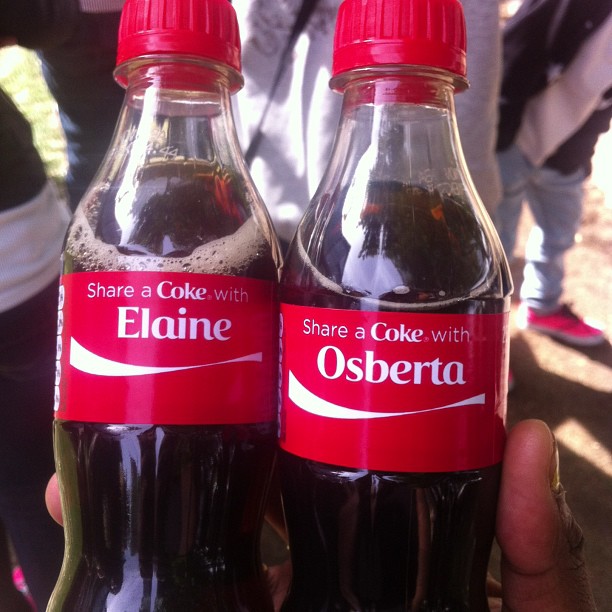 Share a Coke with
Elaine
Share a Coke with
Osberta